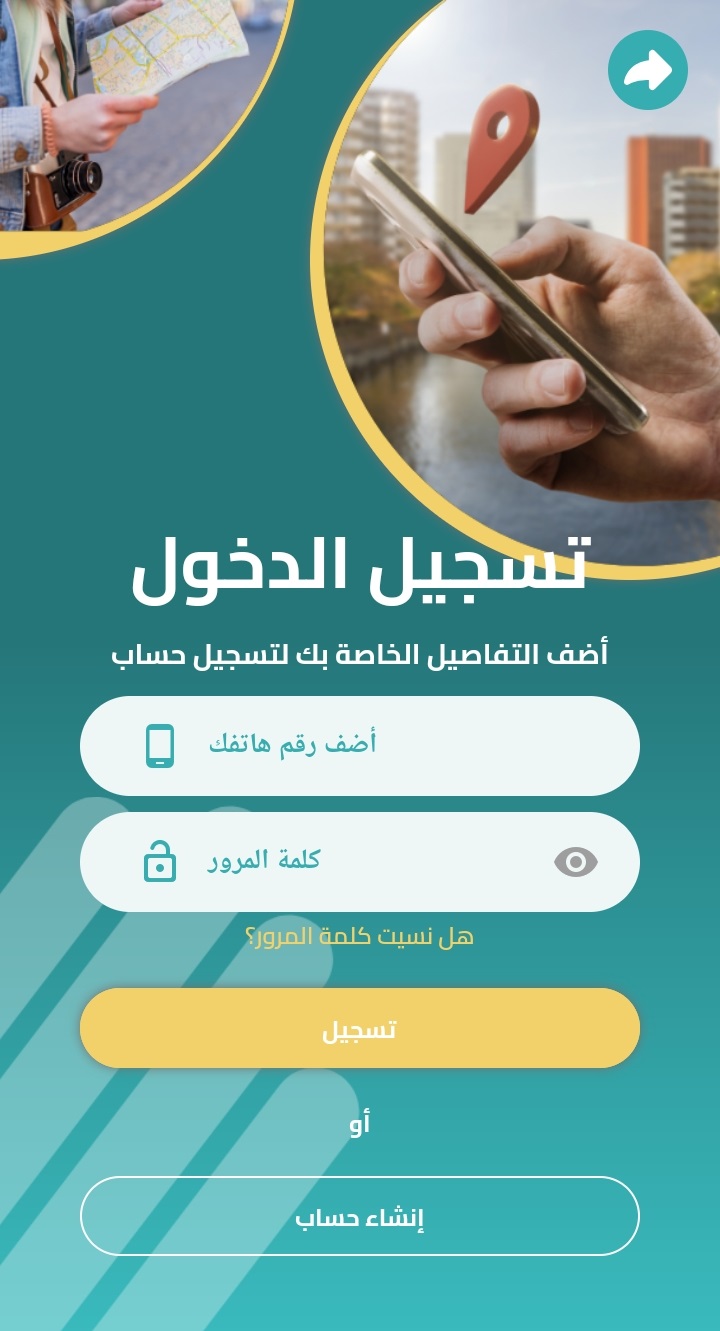 تسجيل الدخول
أضف التفاصيل الخاصة بك لتسجيل حساب
أضف رقم هاتفك
كلمة المرور
هل نسيت كلمة المرور؟
تسجيل
أو
إنشاء حساب